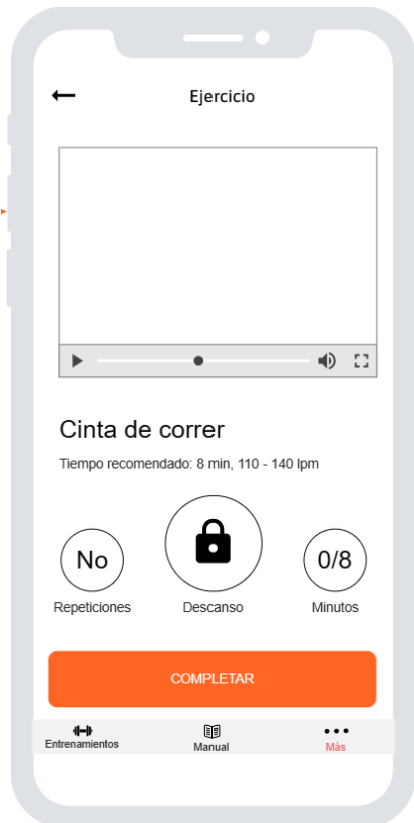 Ejercicio
Cinta de correr
Tiempo recomendado: 8 min, 110 - 140 lpm
No
0/8
Repeticiones
Descanso
Minutos
COMPLETAR
Entrenamientos
Manual
Más